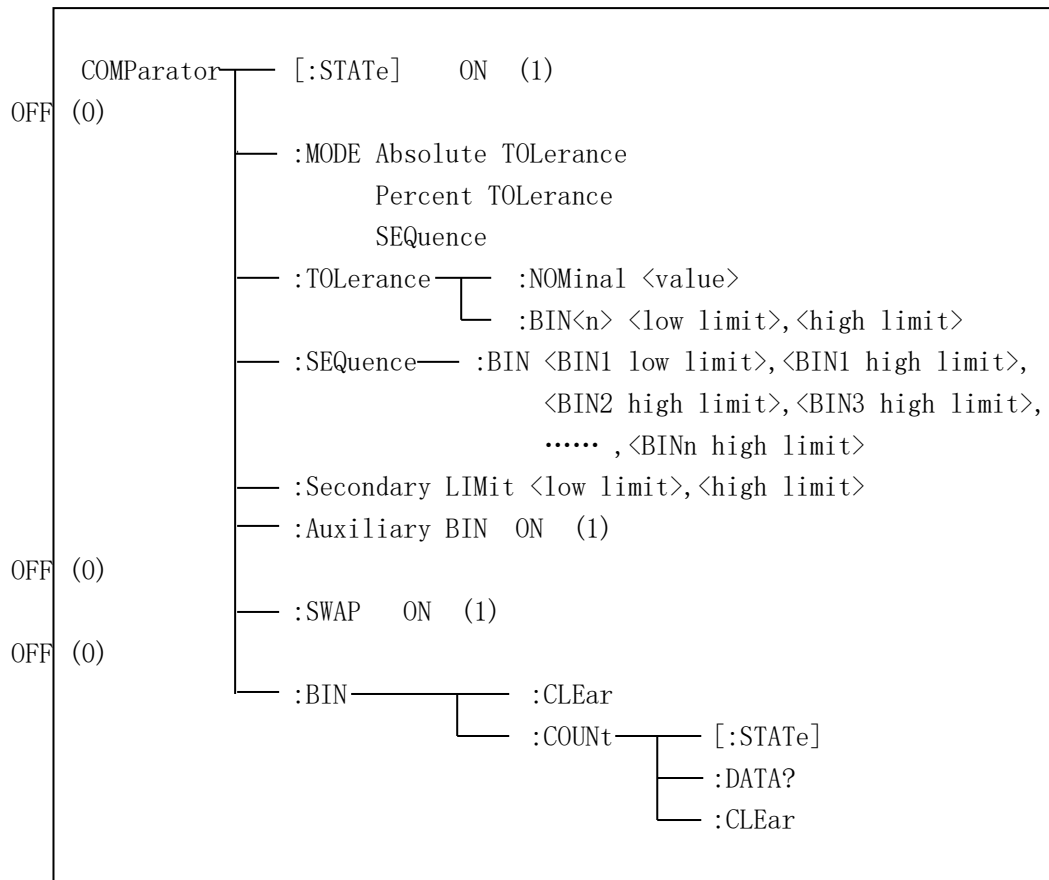 COMParator [:STATe] ON (1)
OFF (0)
:MODE Absolute TOLerance
Percent TOLerance
SEQuence
:TOLerance :NOMinal <value>
:BIN<n> <low limit>,<high limit>
:SEQuence :BIN <BIN1 low limit>,<BIN1 high limit>,
<BIN2 high limit>,<BIN3 high limit>,
…… ,<BINn high limit>
:Secondary LIMit <low limit>,<high limit>
:Auxiliary BIN ON (1)
OFF (0)
:SWAP ON (1)
OFF (0)
:BIN :CLEar
:COUNt [:STATe]
:DATA?
:CLEar